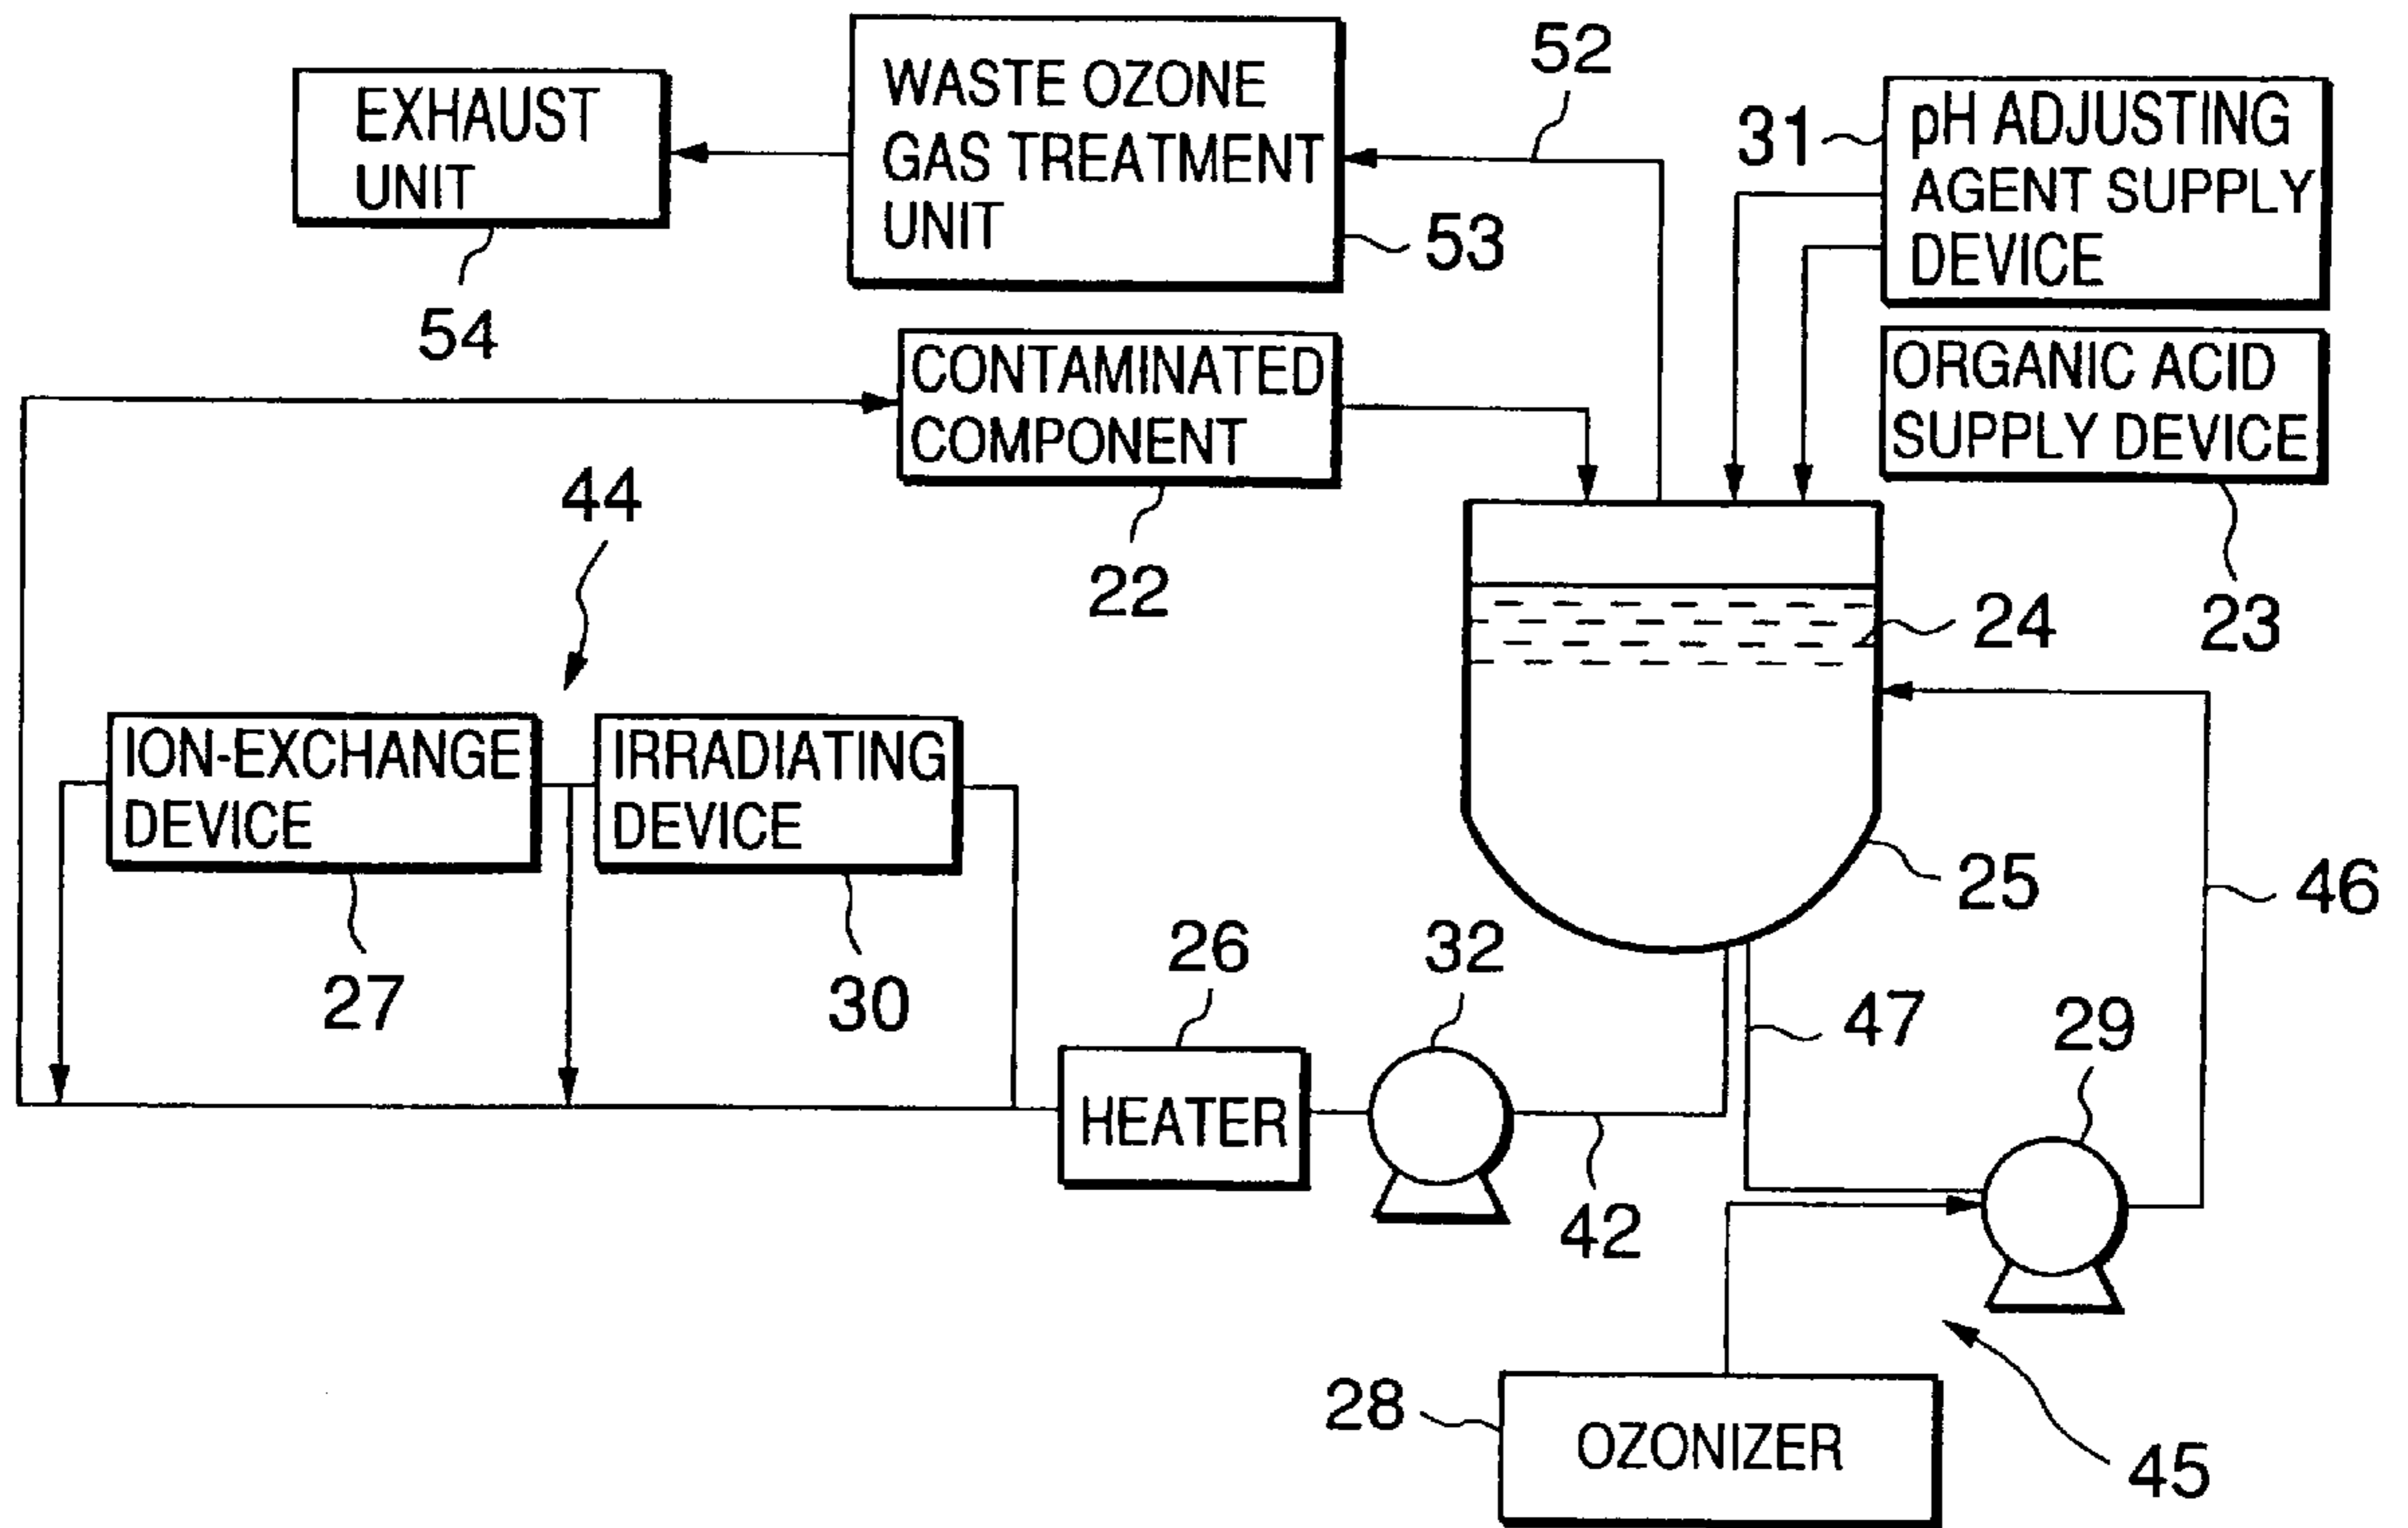 52
EXHAUST
UNIT
54
WASTE OZONE
GAS TREATMENT
UNIT
53
31
pH ADJUSTING
AGENT SUPPLY
DEVICE
CONTAMINATED
COMPONENT
22
ORGANIC ACID
SUPPLY DEVICE
23
44
24
ION-EXCHANGE
DEVICE
27
IRRADIATING
DEVICE
30
25
46
26
HEATER
32
42
47
29
28
OZONIZER
45